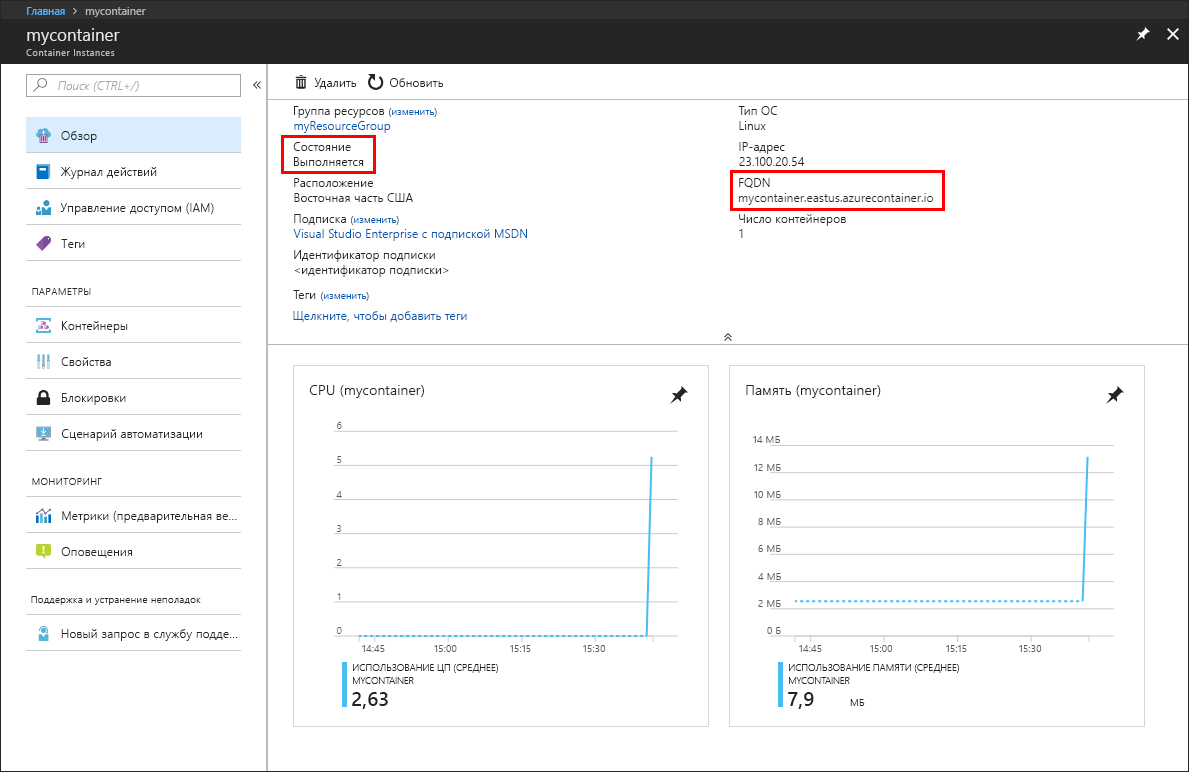 Главная > mycontainer
mycontainer
Container Instances
Поиск (CTRL+/)
«
Обзор
Журнал действий
Управление доступом (IAM)
Теги
ПАРАМЕТРЫ
Контейнеры
Свойства
Блокировки
Сценарий автоматизации
МОНИТОРИНГ
Метрики (предварительная ве...
Оповещения
Поддержка и устранение неполадок
Новый запрос в службу подде...
Удалить Обновить
Группа ресурсов (изменить)
myResourceGroup
Состояние
Выполняется
Расположение
Восточная часть США
Подписка (изменить)
Visual Studio Enterprise с подпиской MSDN
Идентификатор подписки
<идентификатор подписки>
Теги (изменить)
Щелкните, чтобы добавить теги
Тип ОС
Linux
IP-адрес
23.100.20.54
FQDN
mycontainer.eastus.azurecontainer.io
Число контейнеров
1
CPU (mycontainer)
6
5
4
3
2
1
0
14:45 15:00 15:15 15:30
ИСПОЛЬЗОВАНИЕ ЦП (СРЕДНЕЕ)
MYCONTAINER
2,63
Память (mycontainer)
14 МБ
12 МБ
10 МБ
8 МБ
6 МБ
4 МБ
2 МБ
0 Б
14:45 15:00 15:15 15:30
ИСПОЛЬЗОВАНИЕ ПАМЯТИ (СРЕДНЕЕ)
MYCONTAINER
7,9 МБ